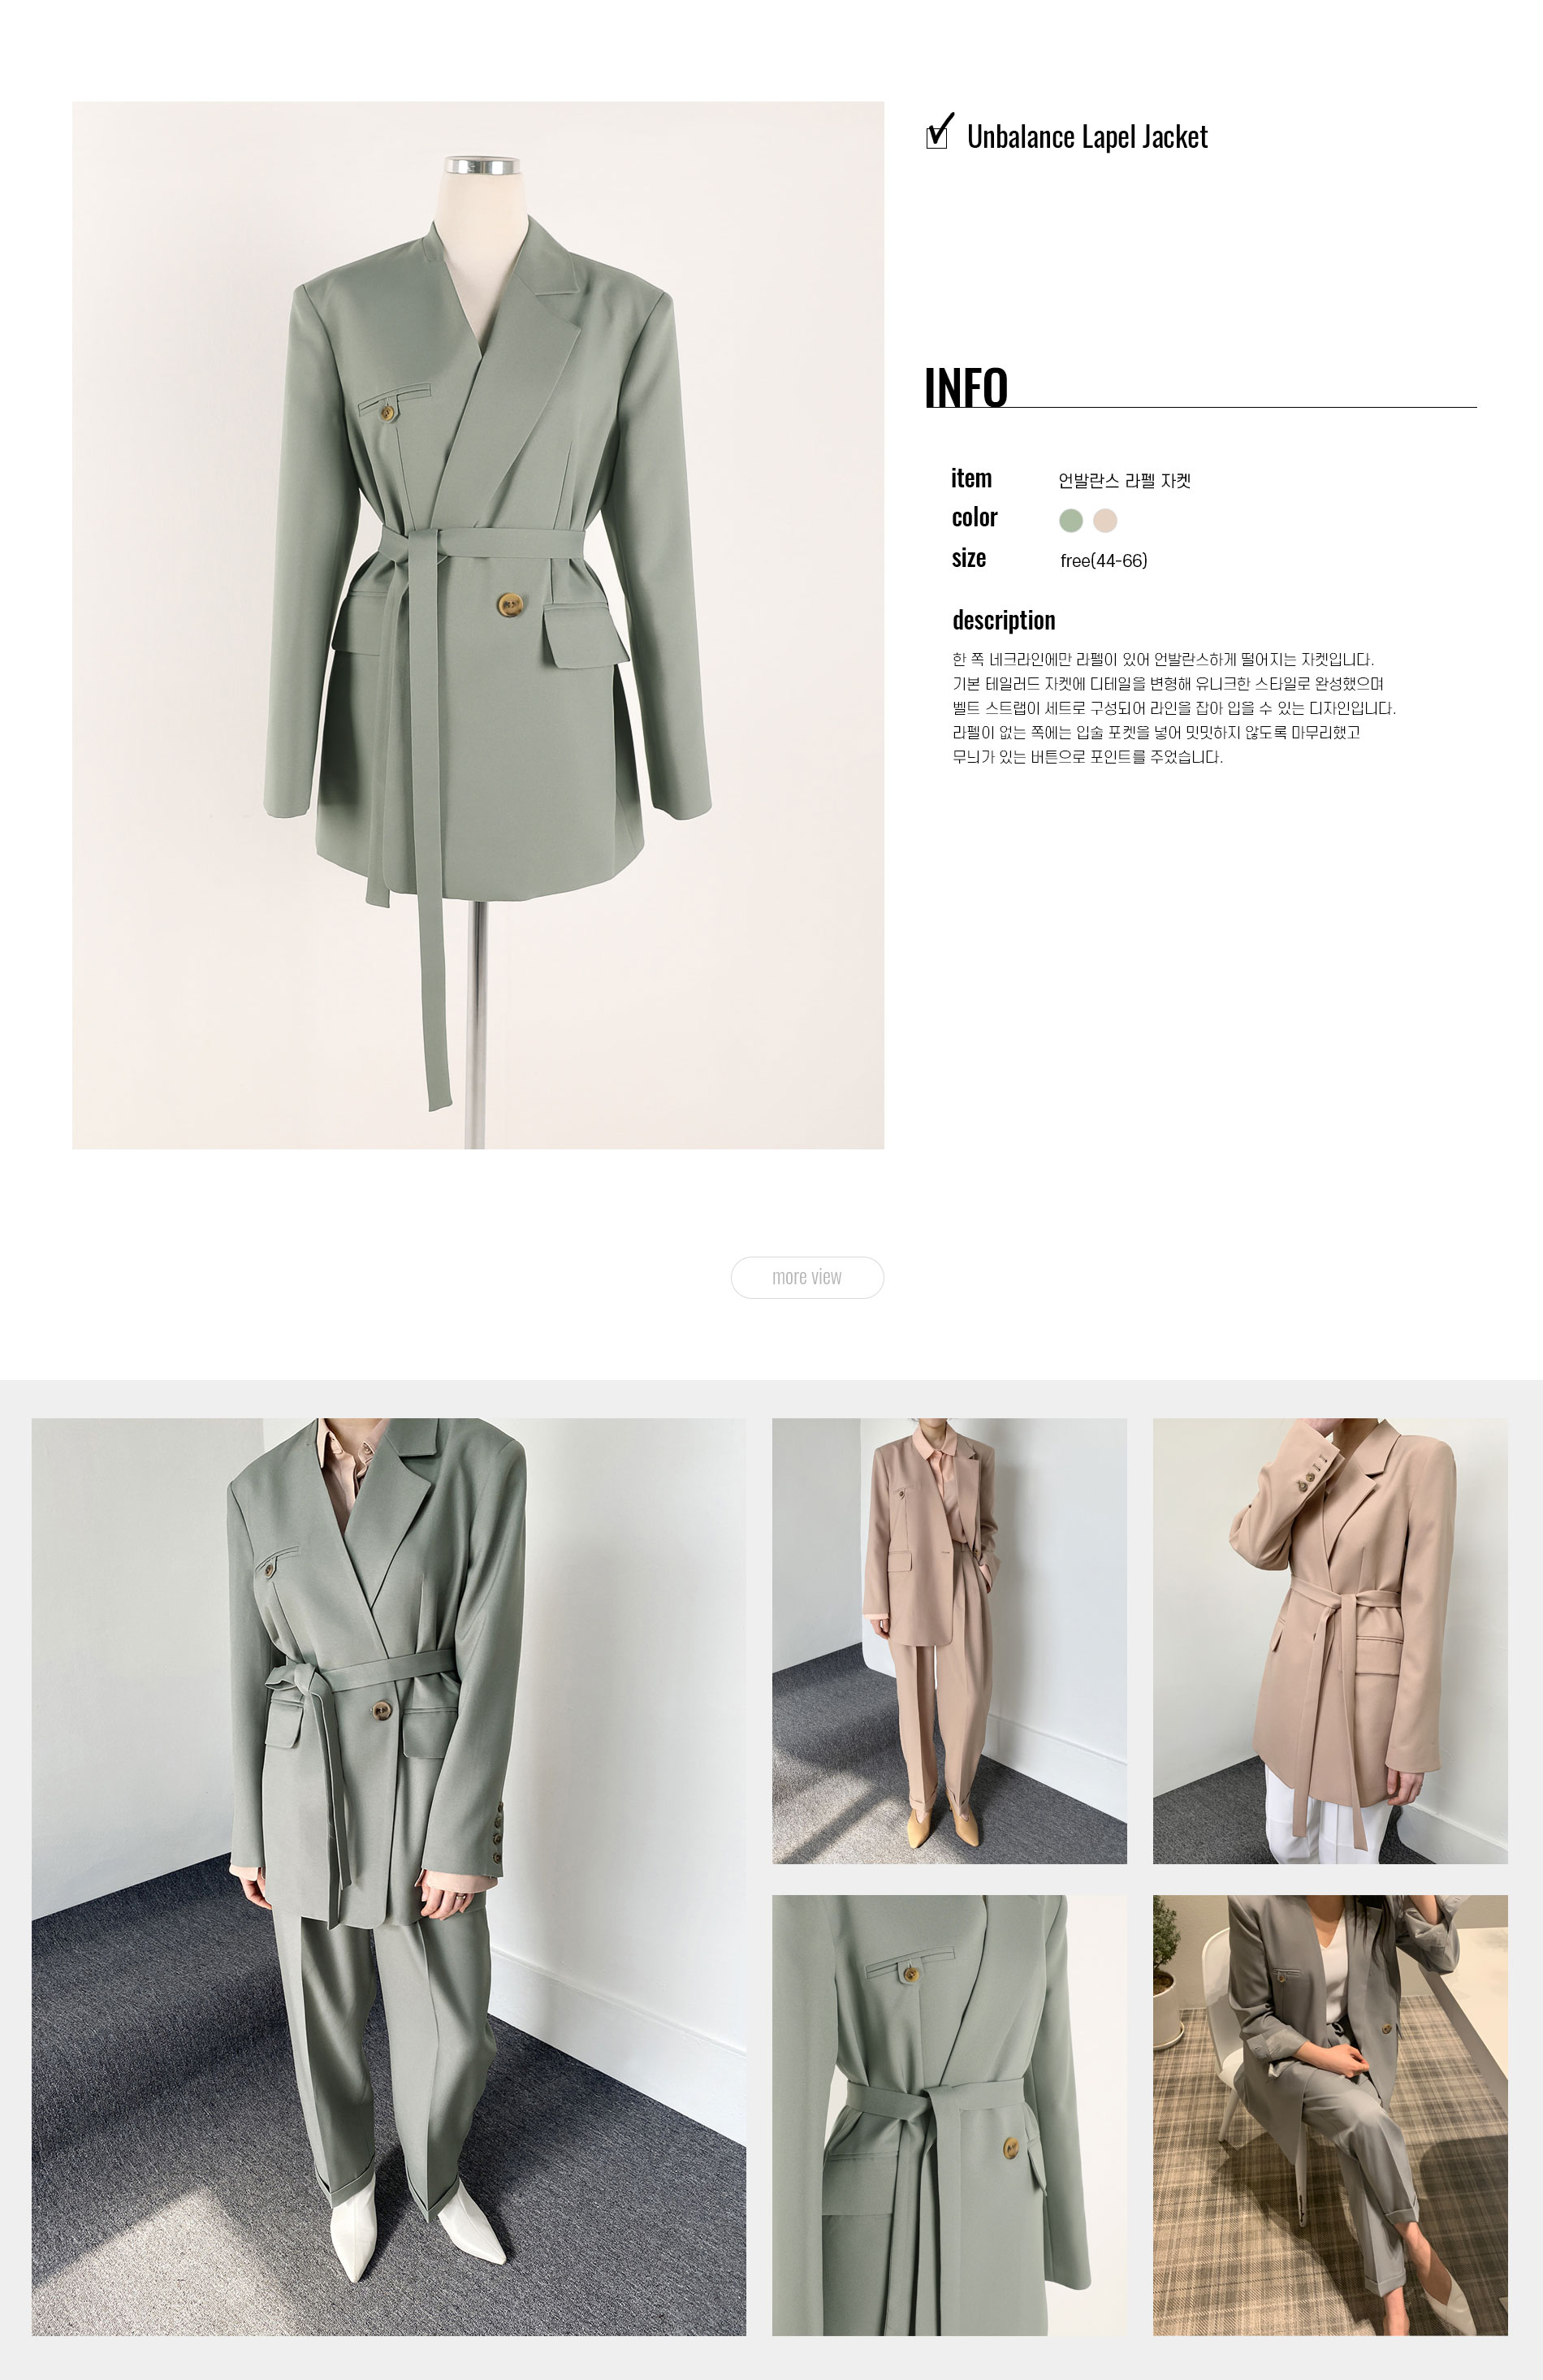 Unbalance Lapel Jacket
INFO
item 언발란스 라펠 자켓
color
size free(44-66)
description
한 쪽 네크라인에만 라펠이 있어 언발란스하게 떨어지는 자켓입니다.
기본 테일러드 자켓에 디테일을 변형해 유니크한 스타일로 완성했으며
벨트 스트랩이 세트로 구성되어 라인을 잡아 입을 수 있는 디자인입니다.
라펠이 없는 쪽에는 입술 포켓을 넣어 밋밋하지 않도록 마무리했고
무늬가 있는 버튼으로 포인트를 주었습니다.
more view